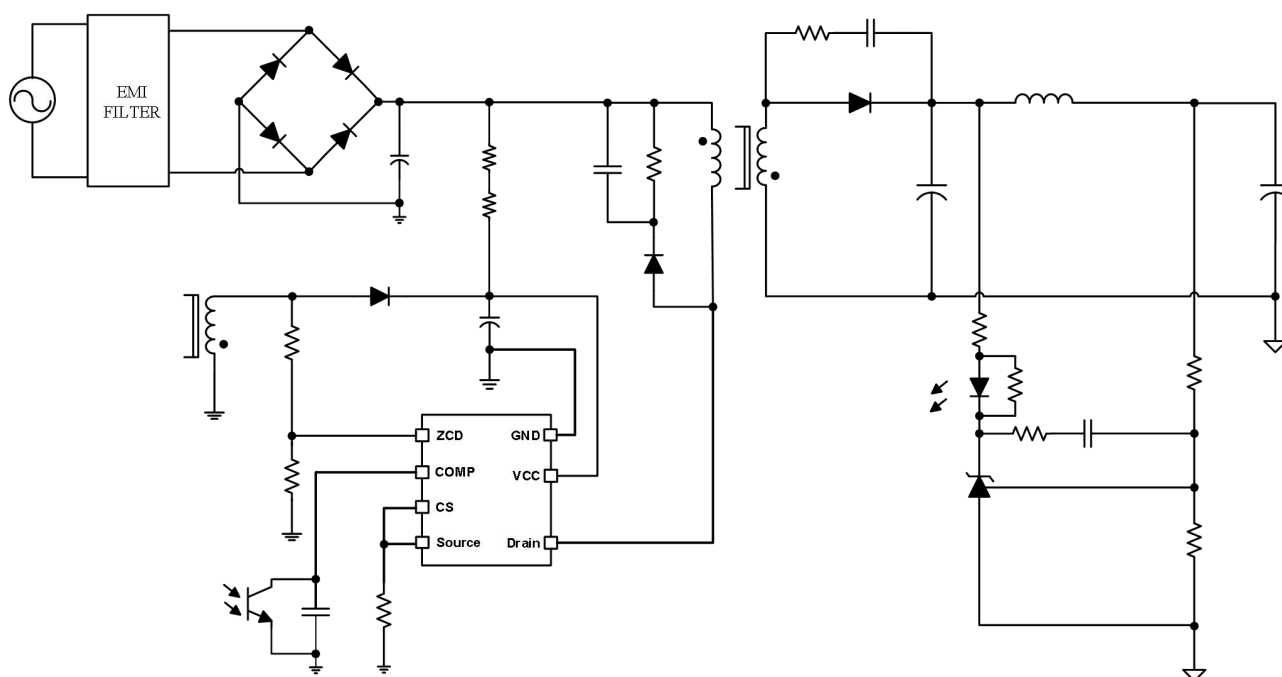 EMI
FILTER
ZCD
GND
COMP
VCC
CS
Source
Drain